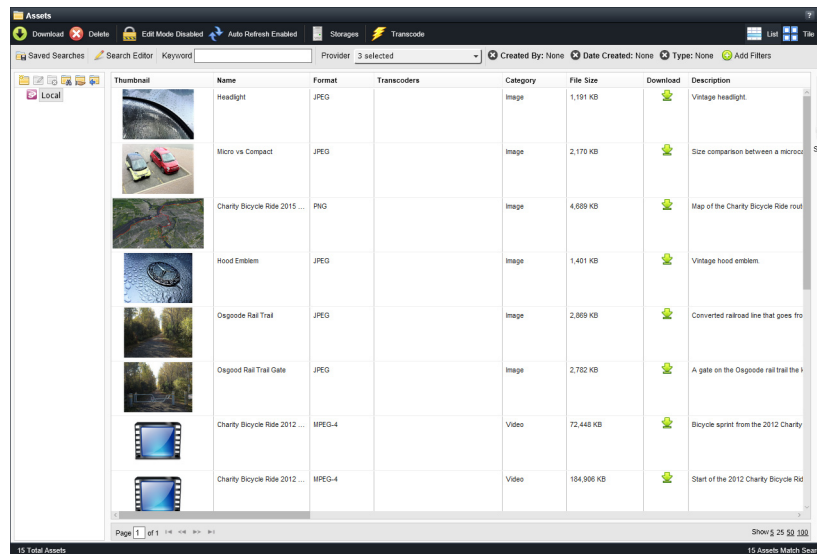 Assets
?
Download Delete Edit Mode Disabled Auto Refresh Enabled Storages Transcode List Tile
Saved Searches Search Editor Keyword Provider 3 selected Created By: None Date Created: None Type: None Add Filters
Local
Thumbnail Name Format Transcoders Category File Size Download Description
Headlight JPEG Image 1,191 KB Vintage headlight.
Micro vs Compact JPEG Image 2,170 KB Size comparison between a microca
S
Charity Bicycle Ride 2015 ... PNG Image 4,689 KB Map of the Charity Bicycle Ride rout
Hood Emblem JPEG Image 1,401 KB Vintage hood emblem.
Osgoode Rail Trail JPEG Image 2,869 KB Converted railroad line that goes fro
Osgood Rail Trail Gate JPEG Image 2,782 KB A gate on the Osgoode rail trail the k
Charity Bicycle Ride 2012 ... MPEG-4 Video 72,448 KB Bicycle sprint from the 2012 Charity
Charity Bicycle Ride 2012 ... MPEG-4 Video 184,906 KB Start of the 2012 Charity Bicycle Rid
Page 1 of 1 Show 5 25 50 100
15 Total Assets 15 Assets Match Sear